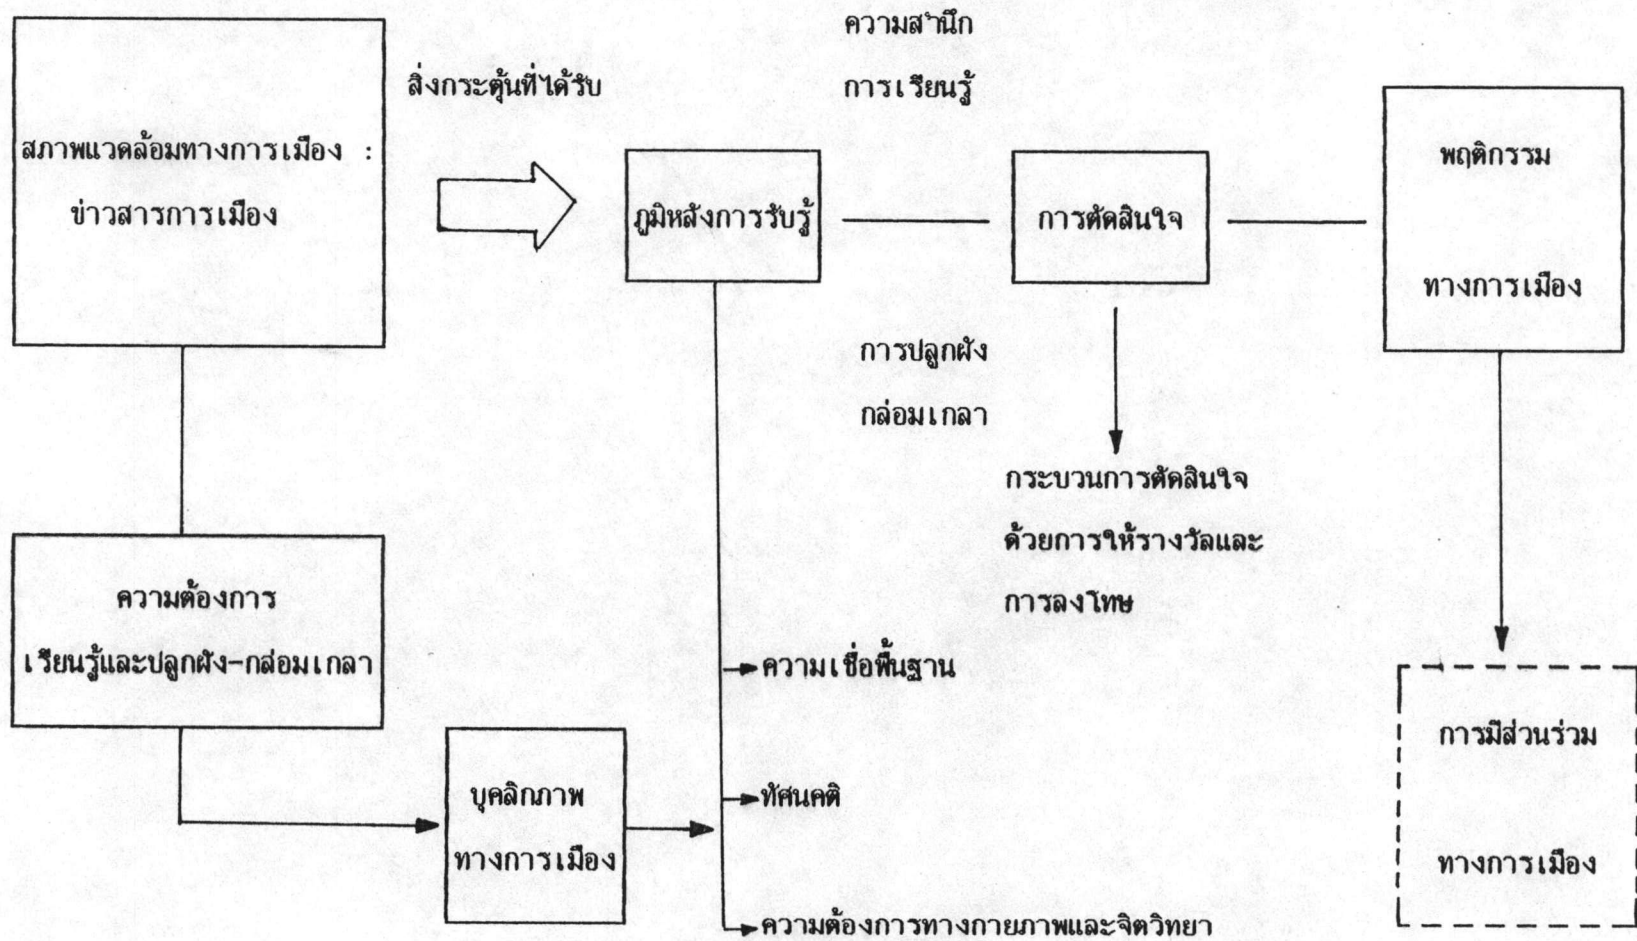 ความสำนึก
การเรียนรู้
สิ่งกระตุ้นที่ได้รับ
สภาพแวดล้อมทางการเมือง :
ข่าวสารการเมือง
ภูมิหลังการรับรู้
การตัดสินใจ
พฤติกรรม
ทางการเมือง
การปลูกผัง
กล่อมเกลา
กระบวนการตัดสินใจ
ด้วยการให้รางวัลและ
การลงโทษ
ความต้องการ
เรียนรู้และปลูกผัง-กล่อมเกลา
บุคลิกภาพ
ทางการเมือง
ความเชื่อพื้นฐาน
ทัศนคติ
ความต้องการทางกายภาพและจิตวิทยา
การมีส่วนร่วม
ทางการเมือง